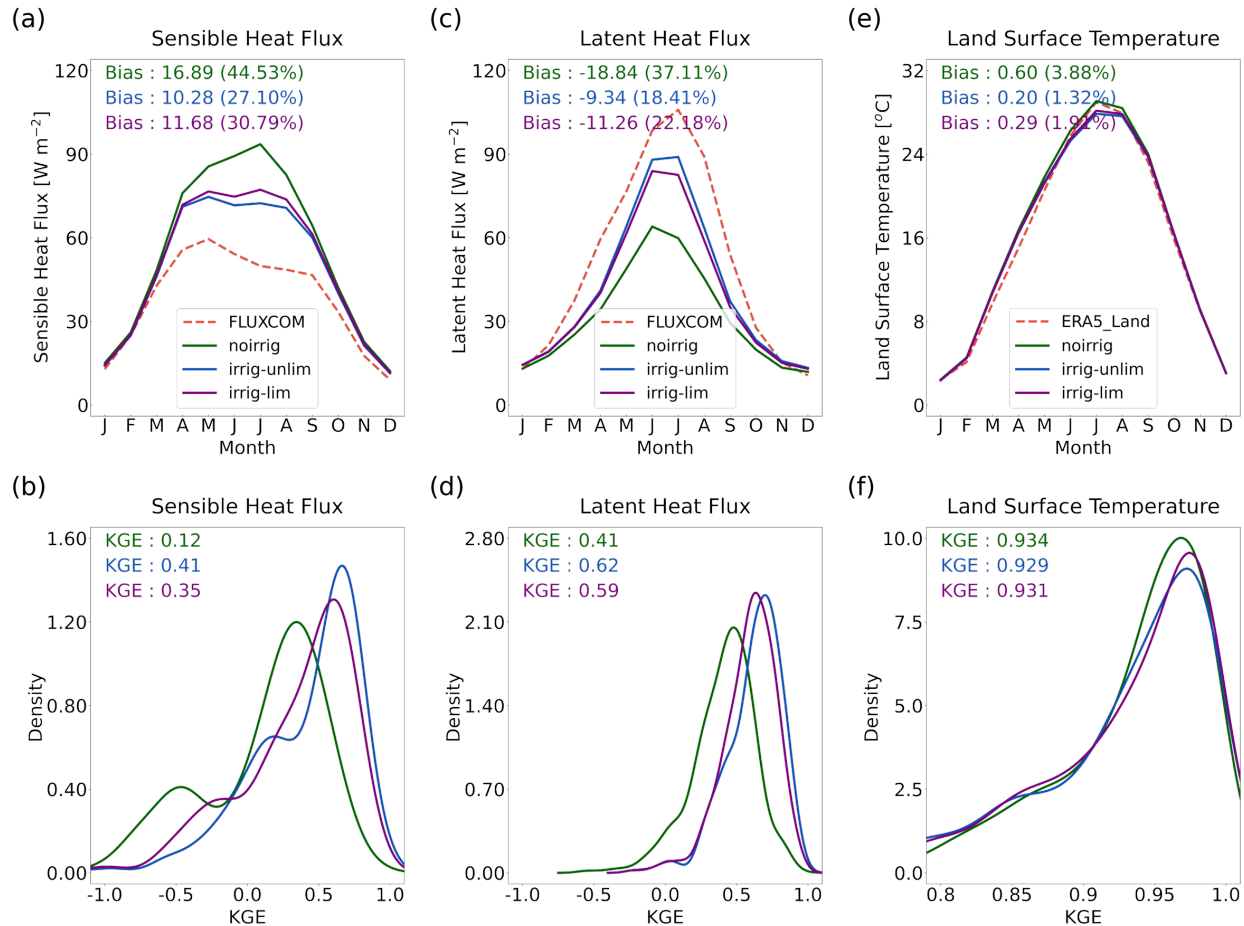 (a)
Sensible Heat Flux
Bias : 16.89 (44.53%)
Bias : 10.28 (27.10%)
Bias : 11.68 (30.79%)
Sensible Heat Flux [W m⁻²]
120
90
60
30
0
FLUXCOM
noirrig
irrig-unlim
irrig-lim
J F M A M J J A S O N D
Month
(c)
Latent Heat Flux
Bias : -18.84 (37.11%)
Bias : -9.34 (18.41%)
Bias : -11.26 (22.18%)
Latent Heat Flux [W m⁻²]
120
90
60
30
0
FLUXCOM
noirrig
irrig-unlim
irrig-lim
J F M A M J J A S O N D
Month
(e)
Land Surface Temperature
Bias : 0.60 (3.88%)
Bias : 0.20 (1.32%)
Bias : 0.29 (1.91%)
Land Surface Temperature [°C]
32
24
16
8
0
ERA5_Land
noirrig
irrig-unlim
irrig-lim
J F M A M J J A S O N D
Month
(b)
Sensible Heat Flux
KGE : 0.12
KGE : 0.41
KGE : 0.35
Density
1.60
1.20
0.80
0.40
0.00
-1.0 -0.5 0.0 0.5 1.0
KGE
(d)
Latent Heat Flux
KGE : 0.41
KGE : 0.62
KGE : 0.59
Density
2.80
2.10
1.40
0.70
0.00
-1.0 -0.5 0.0 0.5 1.0
KGE
(f)
Land Surface Temperature
KGE : 0.934
KGE : 0.929
KGE : 0.931
Density
10.0
7.5
5.0
2.5
0.0
0.8 0.85 0.9 0.95 1.0
KGE